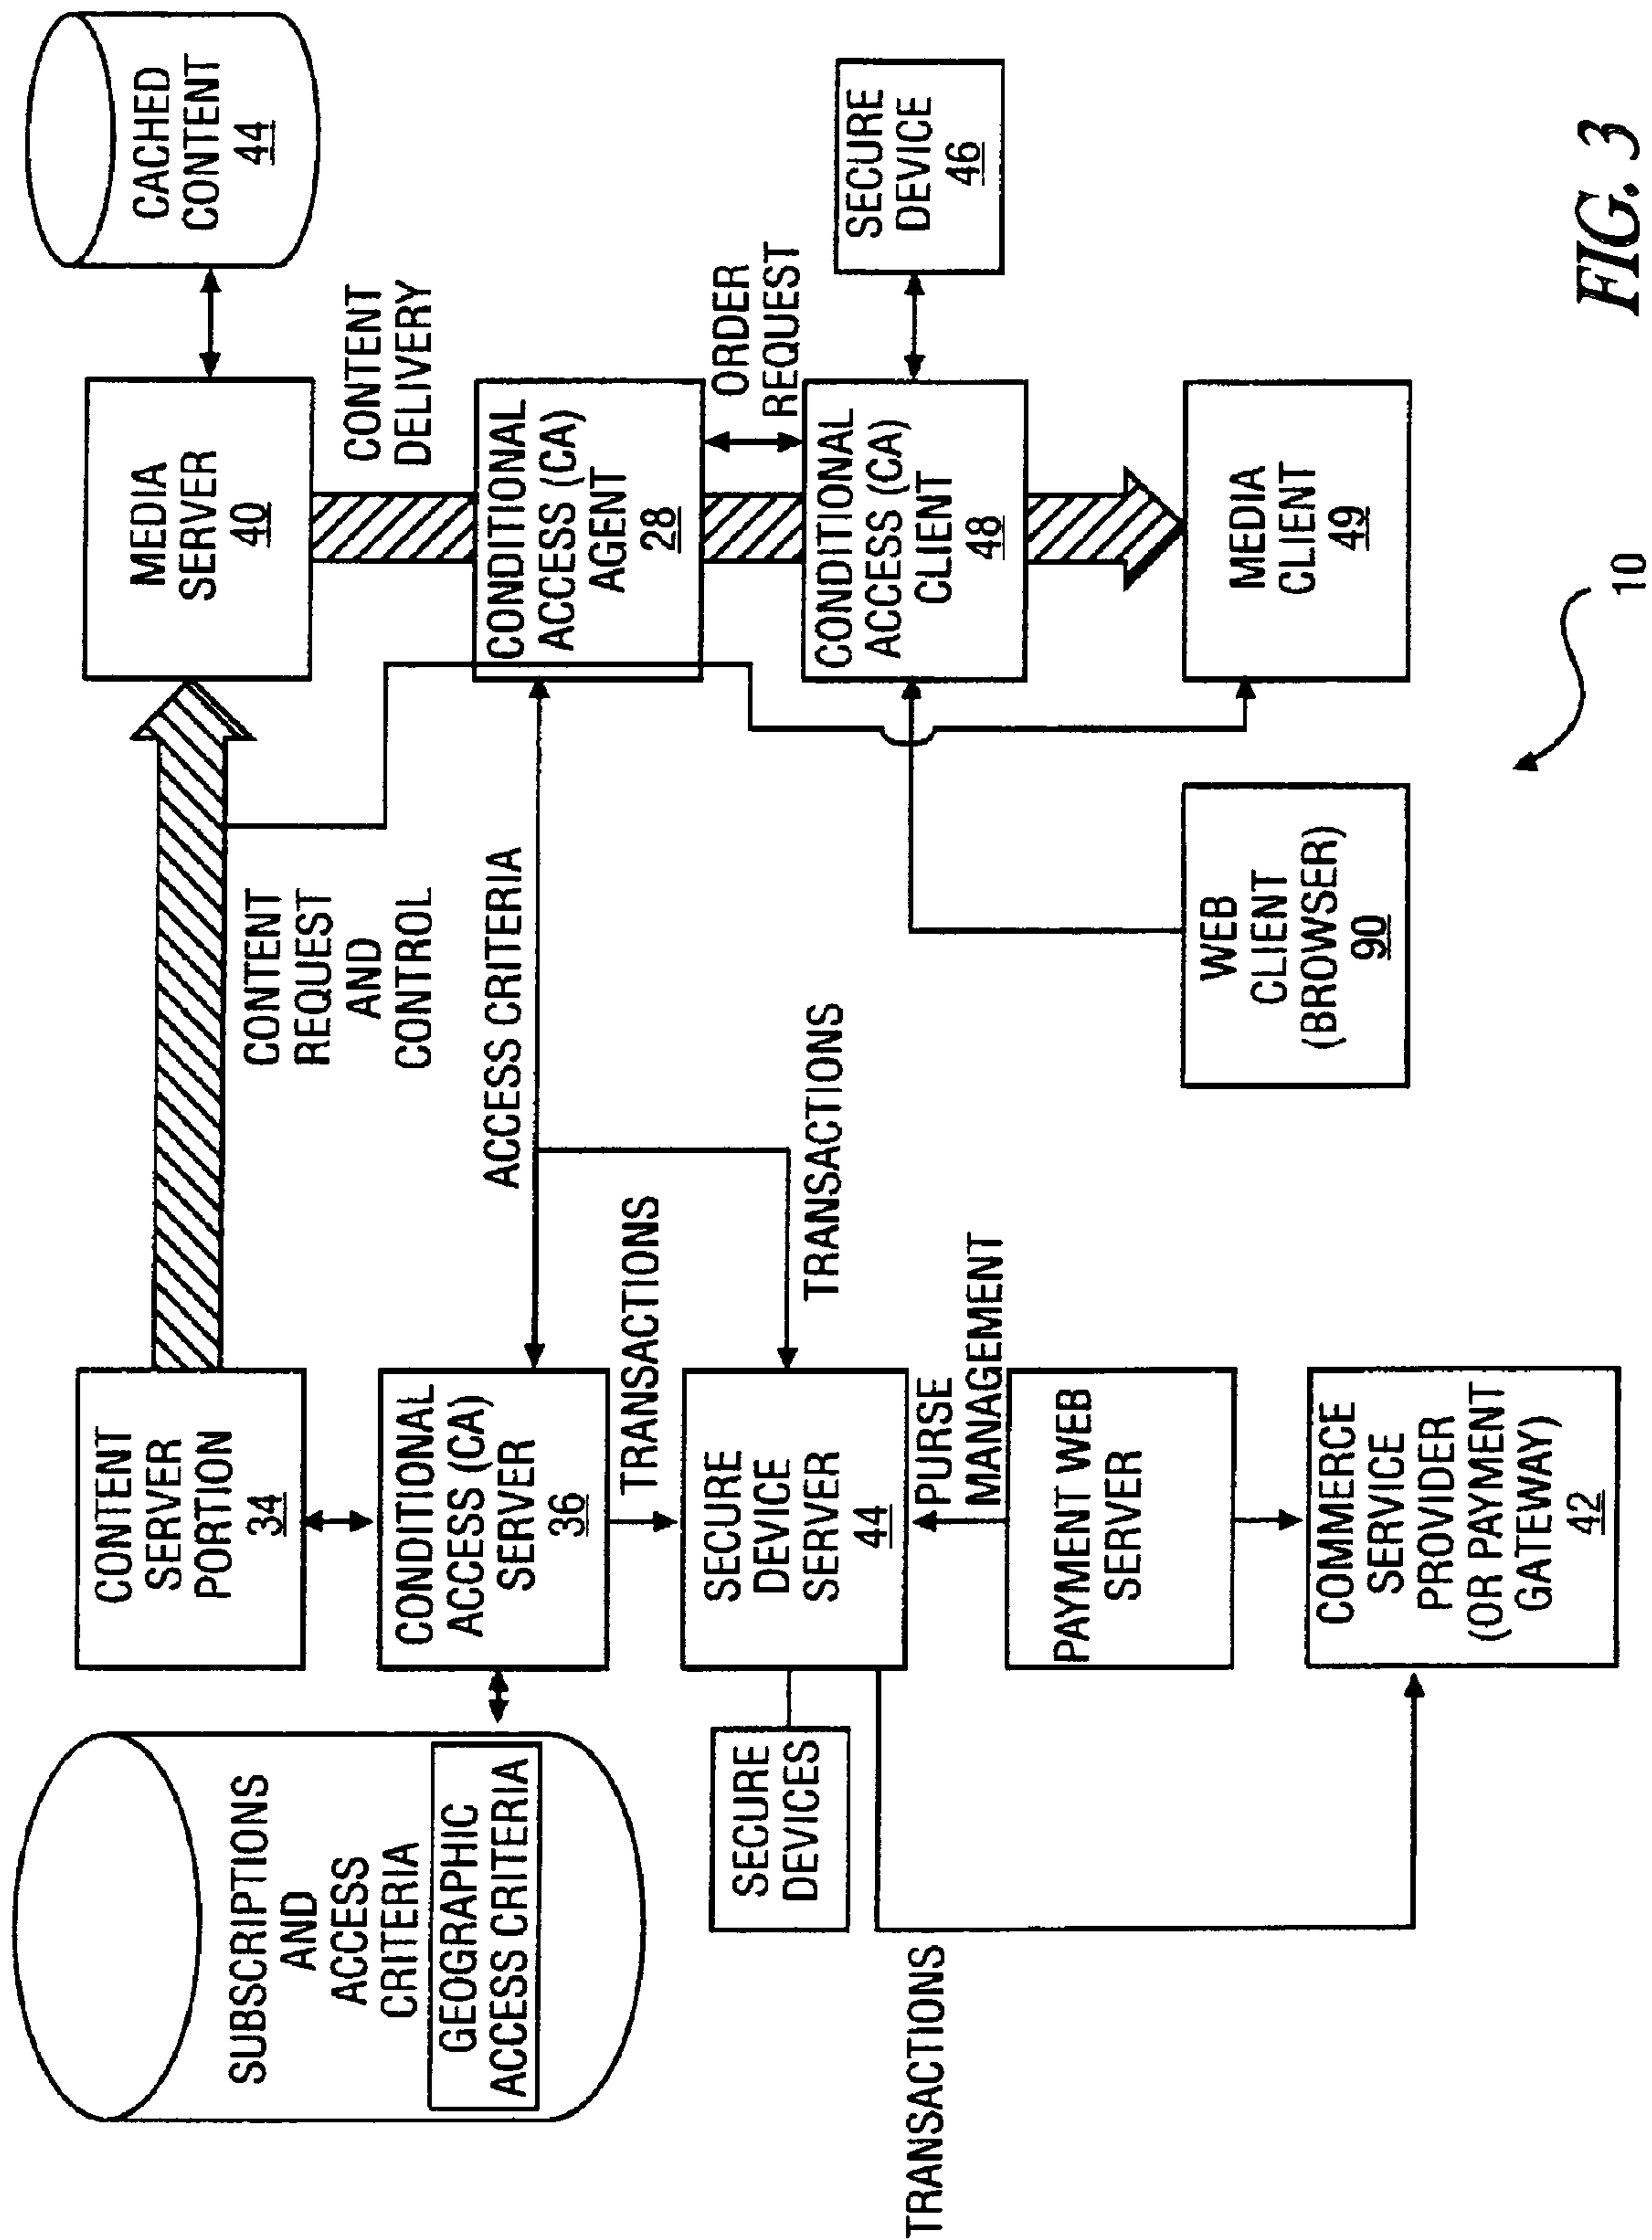 SUBSCRIPTIONS
AND
ACCESS
CRITERIA
GEOGRAPHIC
ACCESS CRITERIA
CONTENT
SERVER
PORTION
34
CONTENT
REQUEST
AND
CONTROL
MEDIA
SERVER
40
CACHED
CONTENT
44
CONTENT
DELIVERY
CONDITIONAL
ACCESS (CA)
SERVER
36
ACCESS CRITERIA
CONDITIONAL
ACCESS (CA)
AGENT
28
TRANSACTIONS
TRANSACTIONS
ORDER
REQUEST
SECURE
DEVICES
SECURE
DEVICE
SERVER
44
CONDITIONAL
ACCESS (CA)
CLIENT
48
SECURE
DEVICE
46
TRANSACTIONS
PURSE
MANAGEMENT
PAYMENT WEB
SERVER
WEB
CLIENT
(BROWSER)
90
MEDIA
CLIENT
49
COMMERCE
SERVICE
PROVIDER
(OR PAYMENT
GATEWAY)
42
10
FIG. 3